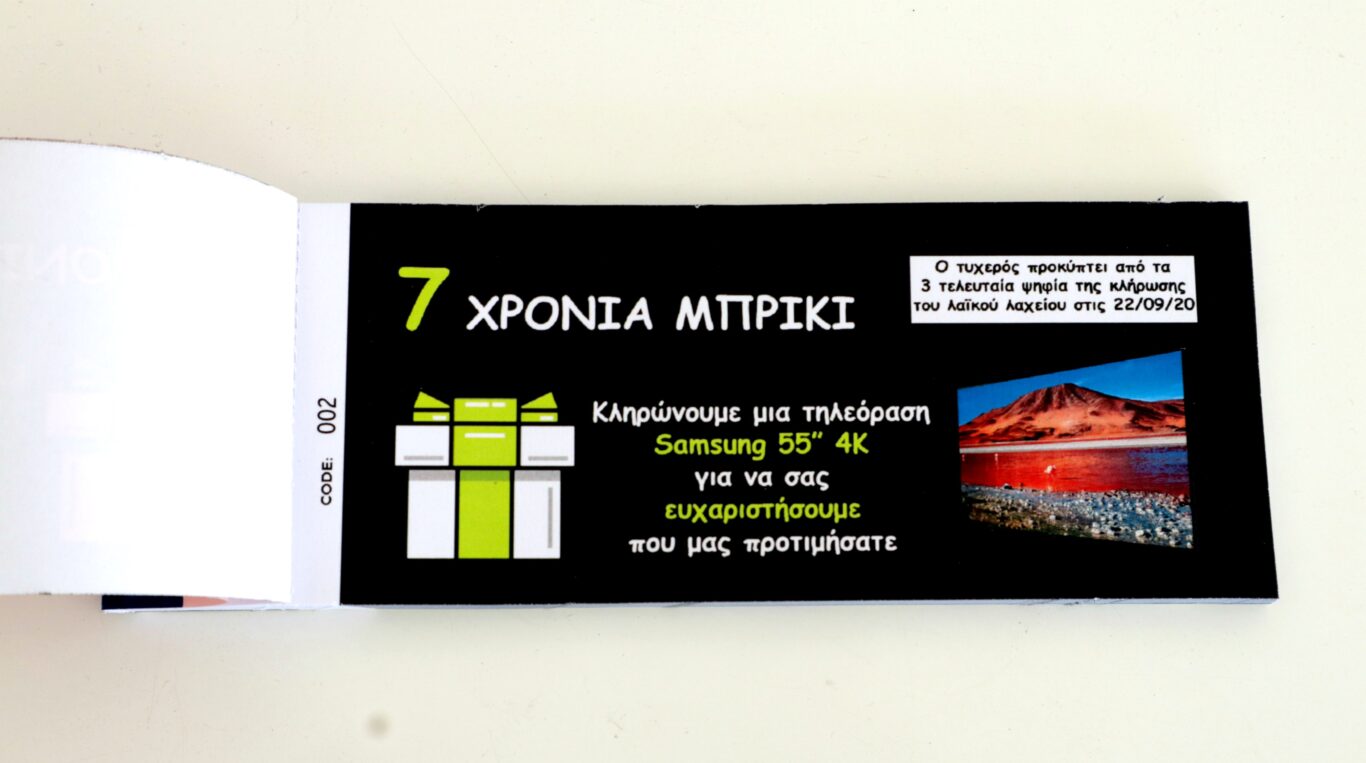 7 ΧΡΟΝΙΑ ΜΠΡΙΚΙ
Ο τυχερός προκύπτει από τα
3 τελευταία ψηφία της κλήρωσης
του λαϊκού λαχείου στις 22/09/20
Κληρώνουμε μια τηλεόραση
Samsung 55” 4K
για να σας
ευχαριστήσουμε
που μας προτιμήσατε
CODE: 002